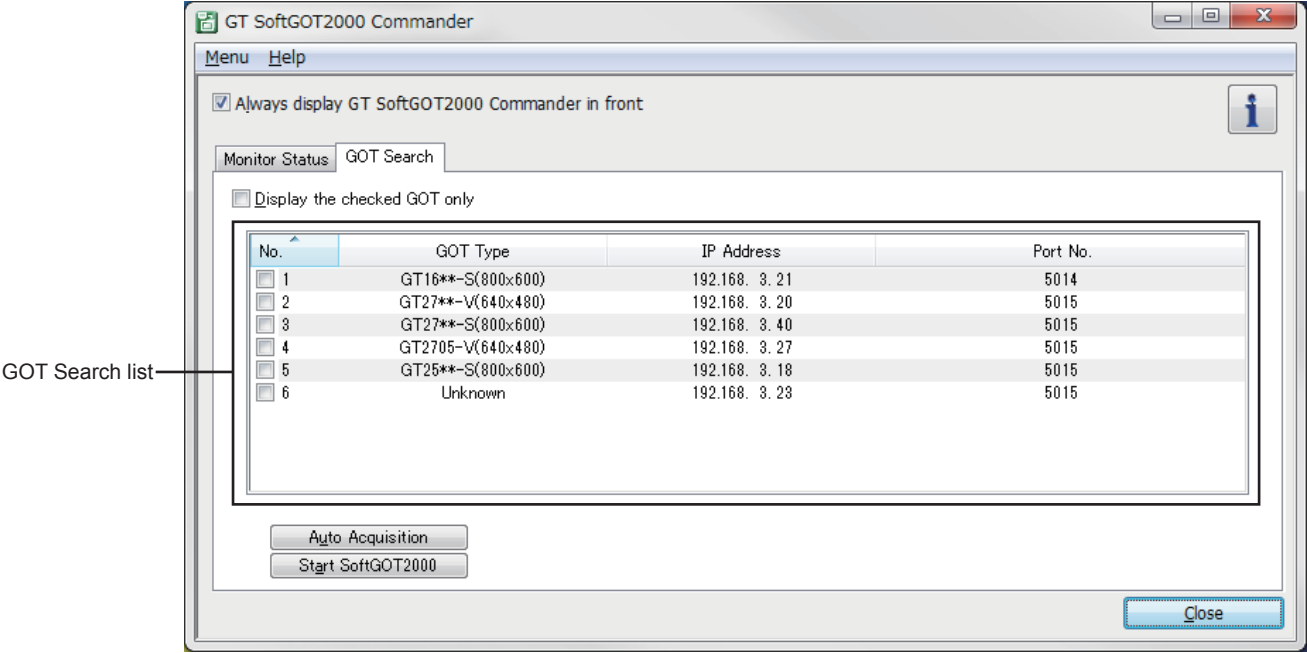 GT SoftGOT2000 Commander
Menu Help
Always display GT SoftGOT2000 Commander in front
Monitor Status GOT Search
Display the checked GOT only
No. GOT Type IP Address Port No.
1 GT16**-S(800x600) 192.168. 3. 21 5014
2 GT27**-V(640x480) 192.168. 3. 20 5015
3 GT27**-S(800x600) 192.168. 3. 40 5015
4 GT2705-V(640x480) 192.168. 3. 27 5015
GOT Search list
5 GT25**-S(800x600) 192.168. 3. 18 5015
6 Unknown 192.168. 3. 23 5015
Auto Acquisition
Start SoftGOT2000
Close